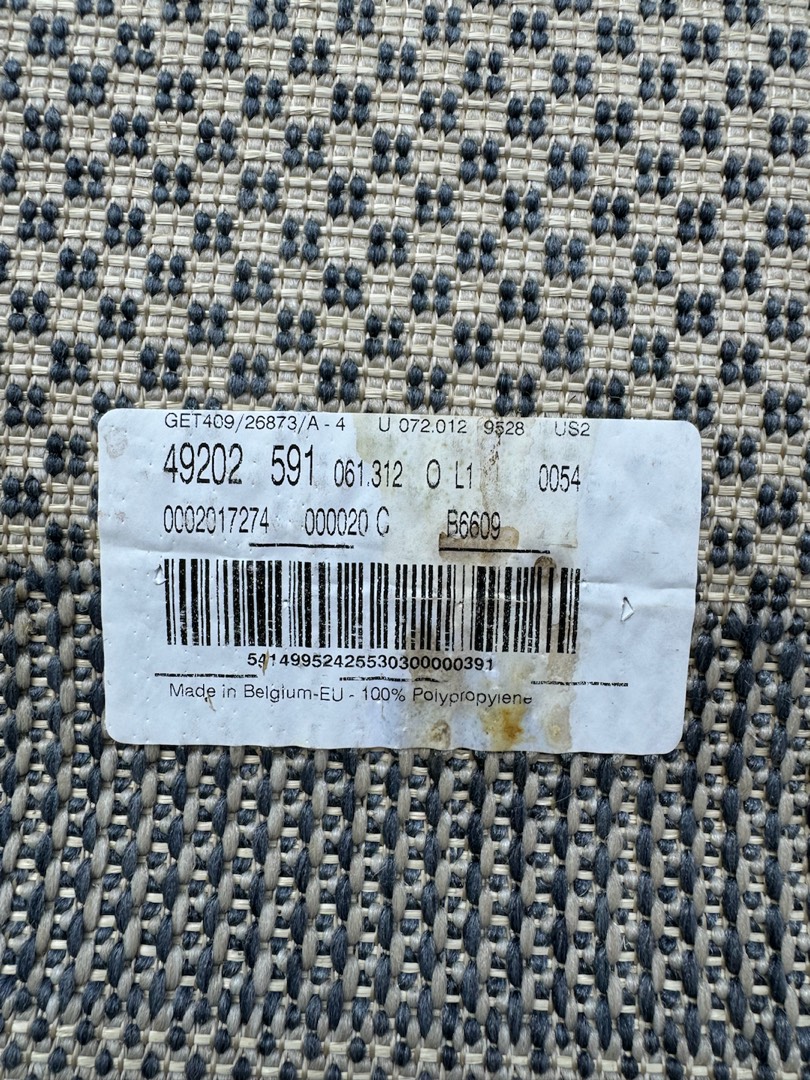 GET409/26873/A - 4 U 072.012 9528 US2
49202 591 061.312 O L1 0054
0002017274 000020 C B6609
54149952425530300000391
Made in Belgium-EU - 100% Polypropylene